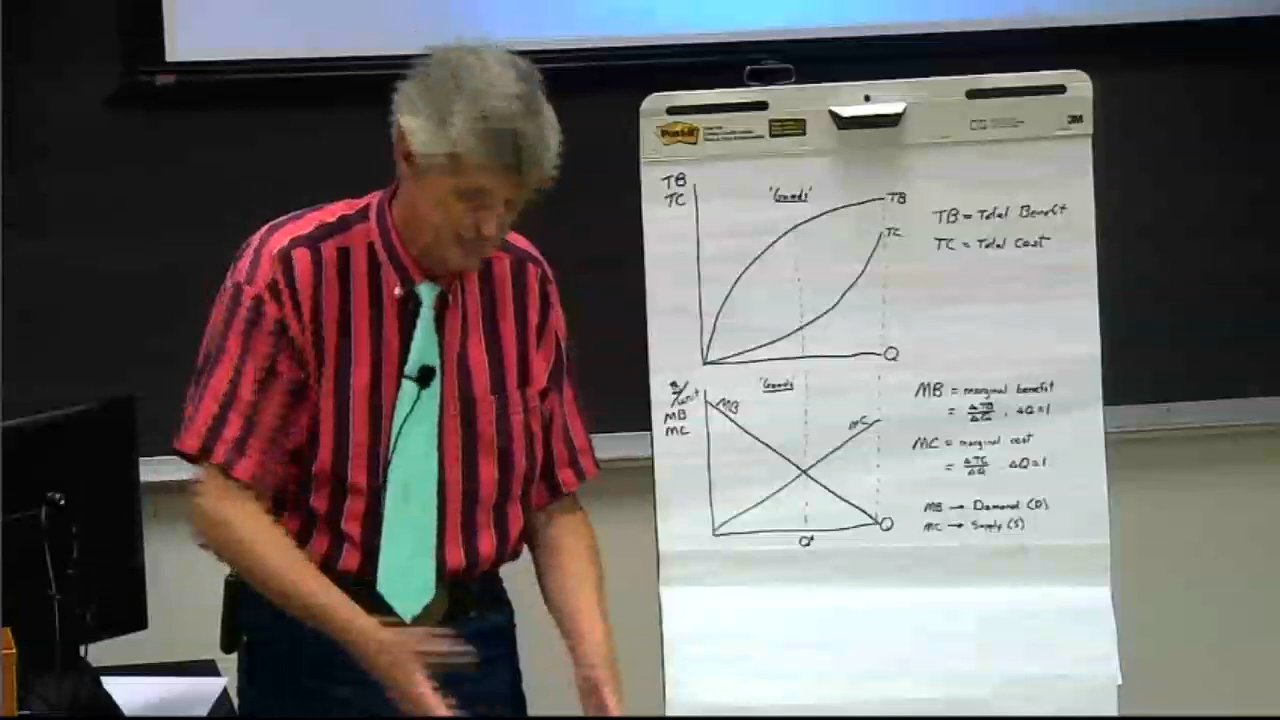 Post-it
3M
TB
TC
'Goods'
TB
TC
Q
TB = Total Benefit
TC = Total Cost
$/unit
MB
MC
'Goods'
MB
MC
Q
Q*
MB = marginal benefit
= ΔTB/ΔQ , ΔQ=1
MC = marginal cost
= ΔTC/ΔQ ΔQ=1
MB → Demand (D)
MC → Supply (S)